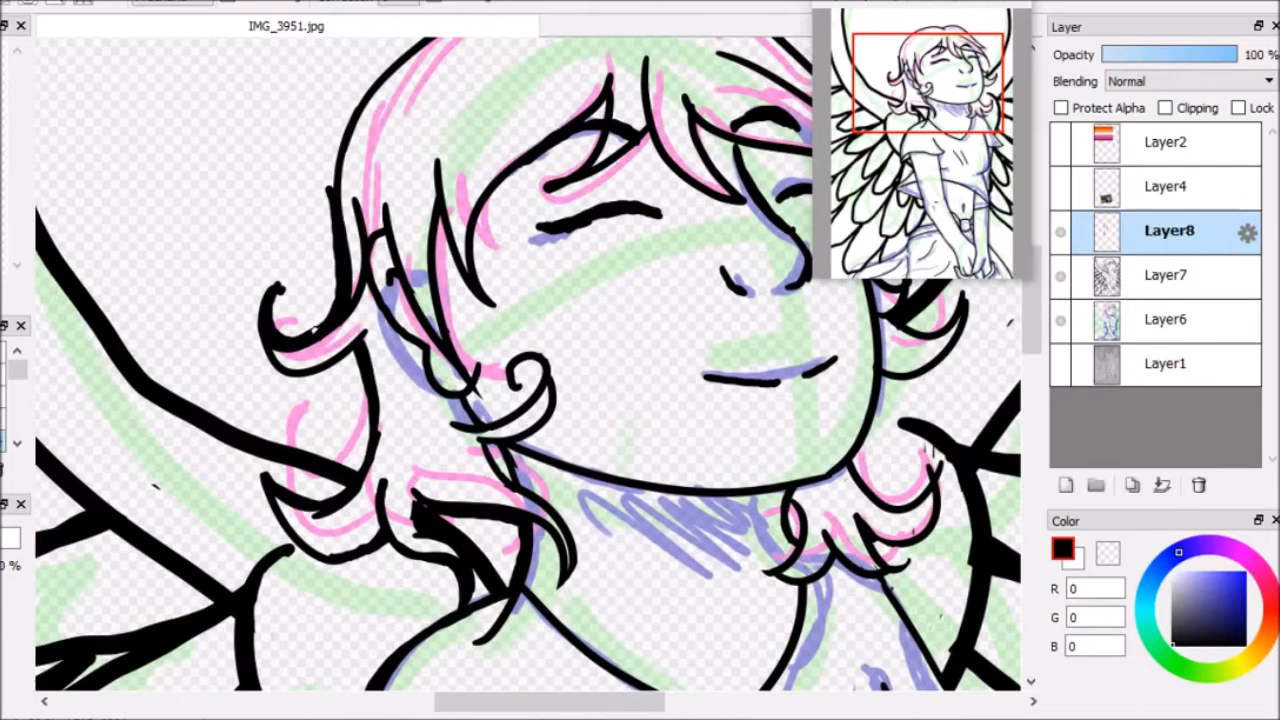 IMG_3951.jpg
Layer
Opacity 100 %
Blending Normal
Protect Alpha Clipping Lock
Layer2
Layer4
Layer8
Layer7
Layer6
Layer1
Color
R 0
G 0
B 0
0 %